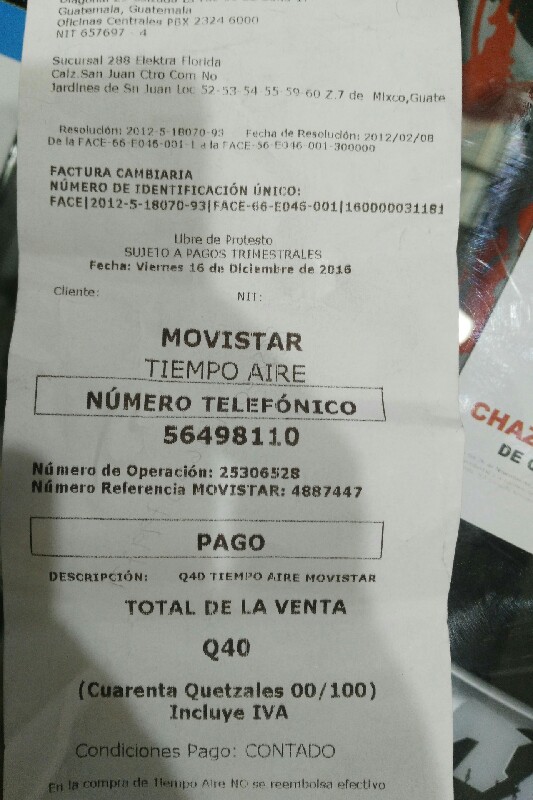 Guatemala, Guatemala
Oficinas Centrales PBX 2324 6000
NIT 657697 - 4
Sucursal 288 Elektra Florida
Calz.San Juan Ctro Com No
Jardines de Sn Juan Loc 52-53-54-55-59-60 Z.7 de Mixco,Guate
Resolución: 2012-5-18070-93 Fecha de Resolución: 2012/02/08
De la FACE-66-E046-001-1 a la FACE-66-E046-001-300000
FACTURA CAMBIARIA
NÚMERO DE IDENTIFICACIÓN ÚNICO:
FACE|2012-5-18070-93|FACE-66-E046-001|160000031181
Libre de Protesto
SUJETO A PAGOS TRIMESTRALES
Fecha: Viernes 16 de Diciembre de 2016
Cliente: NIT:
MOVISTAR
TIEMPO AIRE
NÚMERO TELEFÓNICO
56498110
Número de Operación: 25306528
Número Referencia MOVISTAR: 4887447
PAGO
DESCRIPCIÓN: Q40 TIEMPO AIRE MOVISTAR
TOTAL DE LA VENTA
Q40
(Cuarenta Quetzales 00/100)
Incluye IVA
Condiciones Pago: CONTADO
En la compra de Tiempo Aire NO se reembolsa efectivo
DE